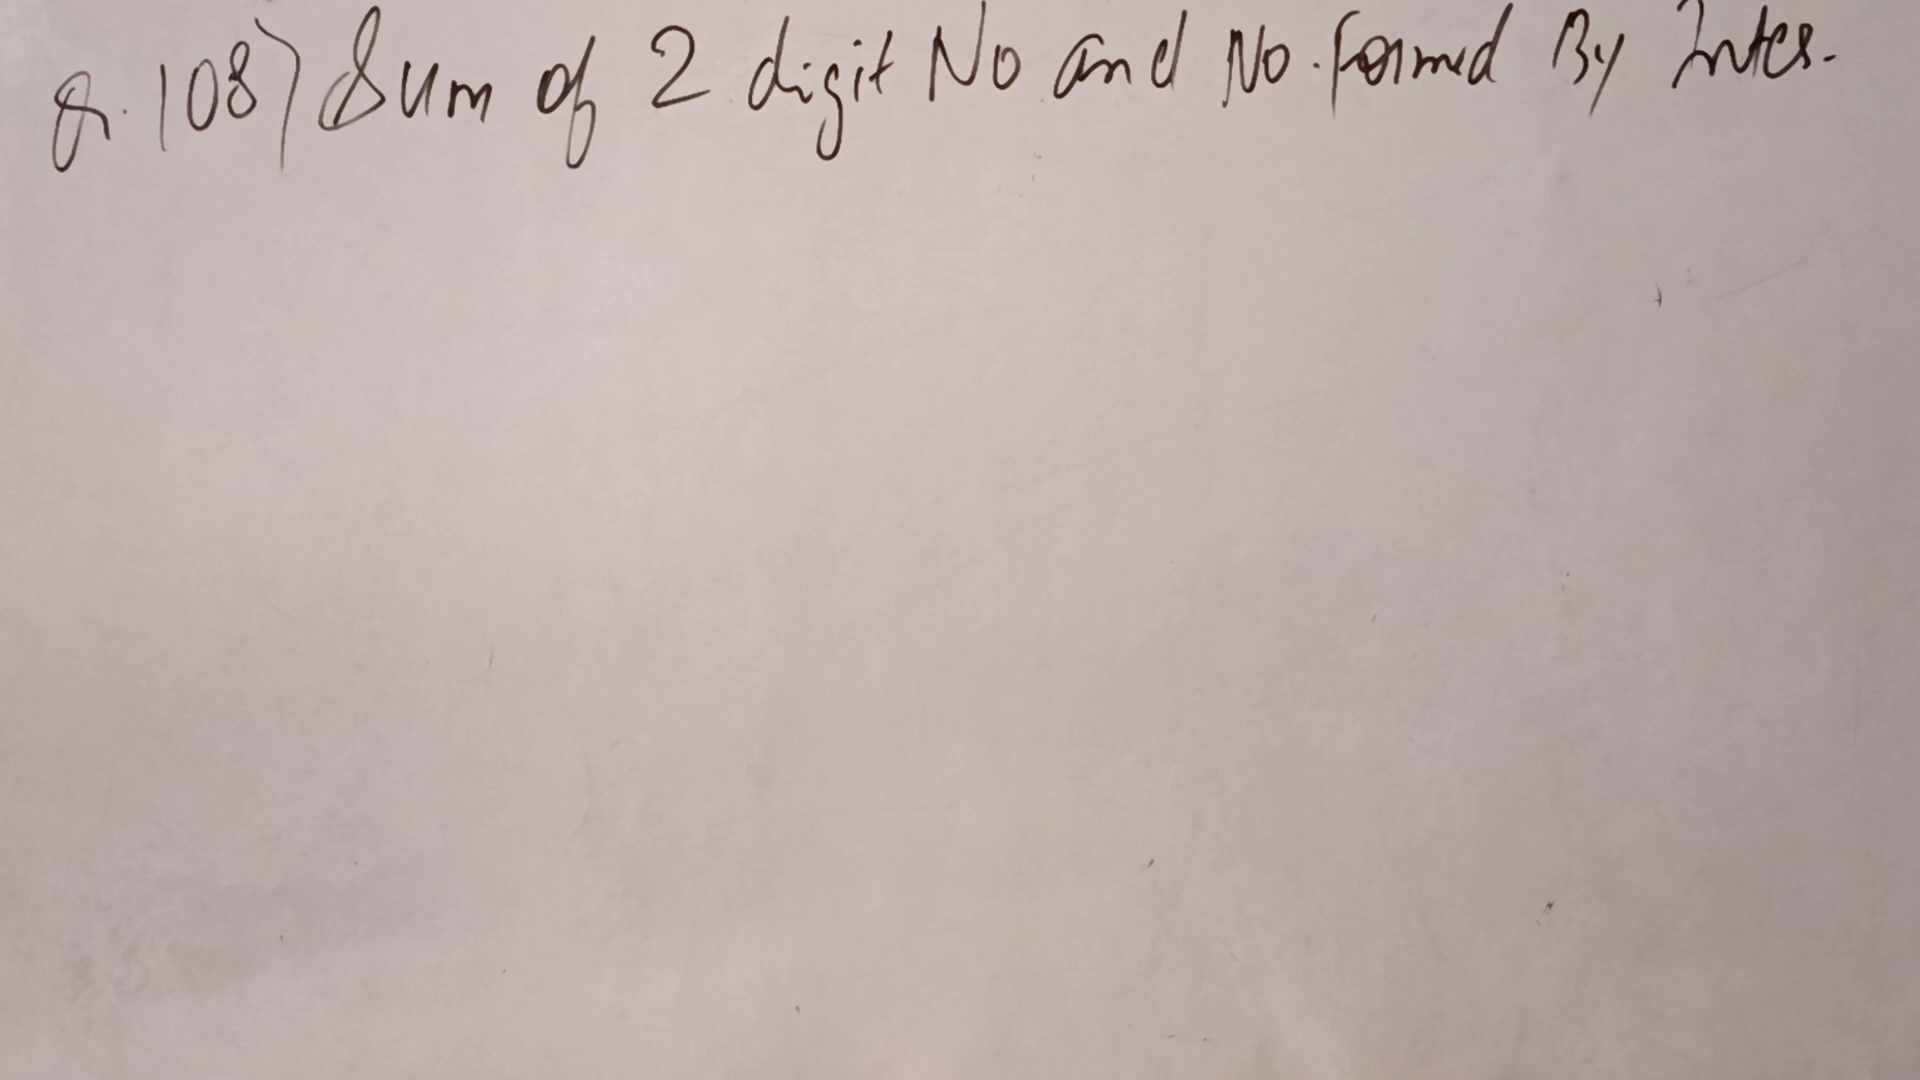 Q.108) Sum of 2 digit No and No. formed By Inter-